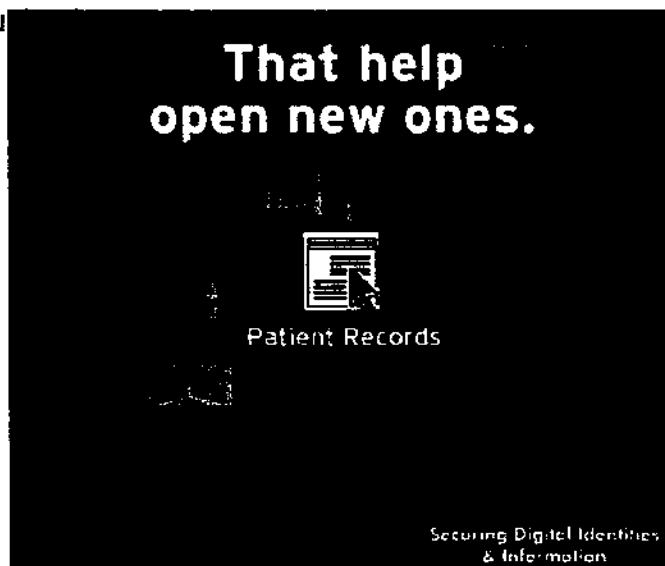 That help
open new ones.
Patient Records
Securing Digital Identities
& Information